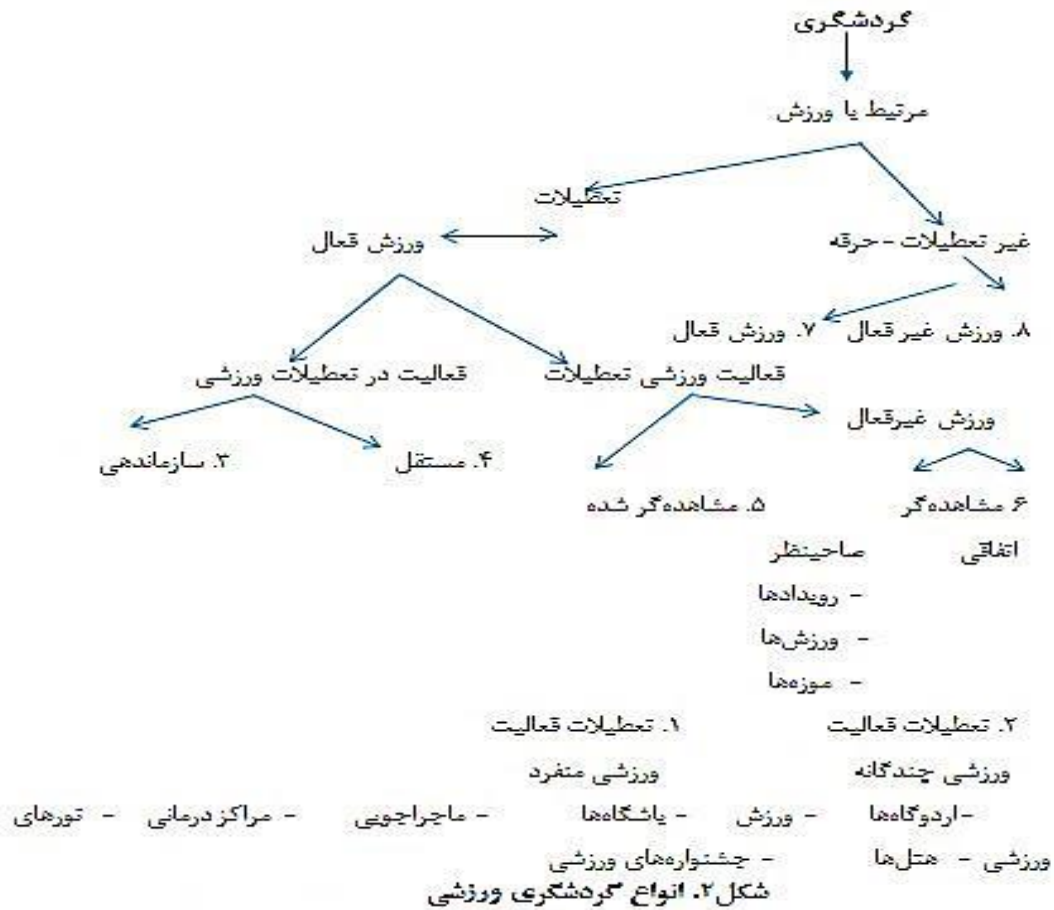 گردشگری
مرتبط با ورزش
تعطیلات
غیر تعطیلات - حرفه
ورزش فعال
۸. ورزش غیر فعال
۷. ورزش فعال
فعالیت ورزشی تعطیلات
فعالیت در تعطیلات ورزشی
ورزش غیرفعال
۴. مستقل
۳. سازماندهی
۶. مشاهده‌گر
۵. مشاهده‌گر شده
اتفاقی
صاحبنظر
- رویدادها
- ورزش‌ها
- موزه‌ها
۲. تعطیلات فعالیت
۱. تعطیلات فعالیت
ورزشی چندگانه
ورزشی منفرد
-اردوگاه‌ها - ورزش - باشگاه‌ها - ماجراجویی - مراکز درمانی - تورهای
ورزشی - هتل‌ها - جشنواره‌های ورزشی
شکل۲. انواع گردشگری ورزشی